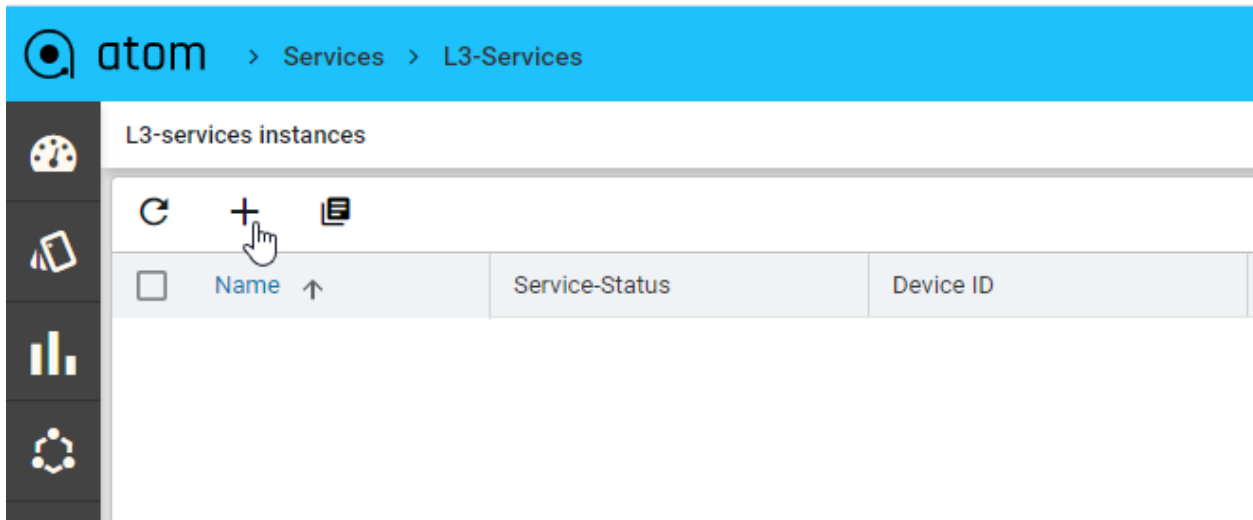 atom > Services > L3-Services
L3-services instances
Name Service-Status Device ID